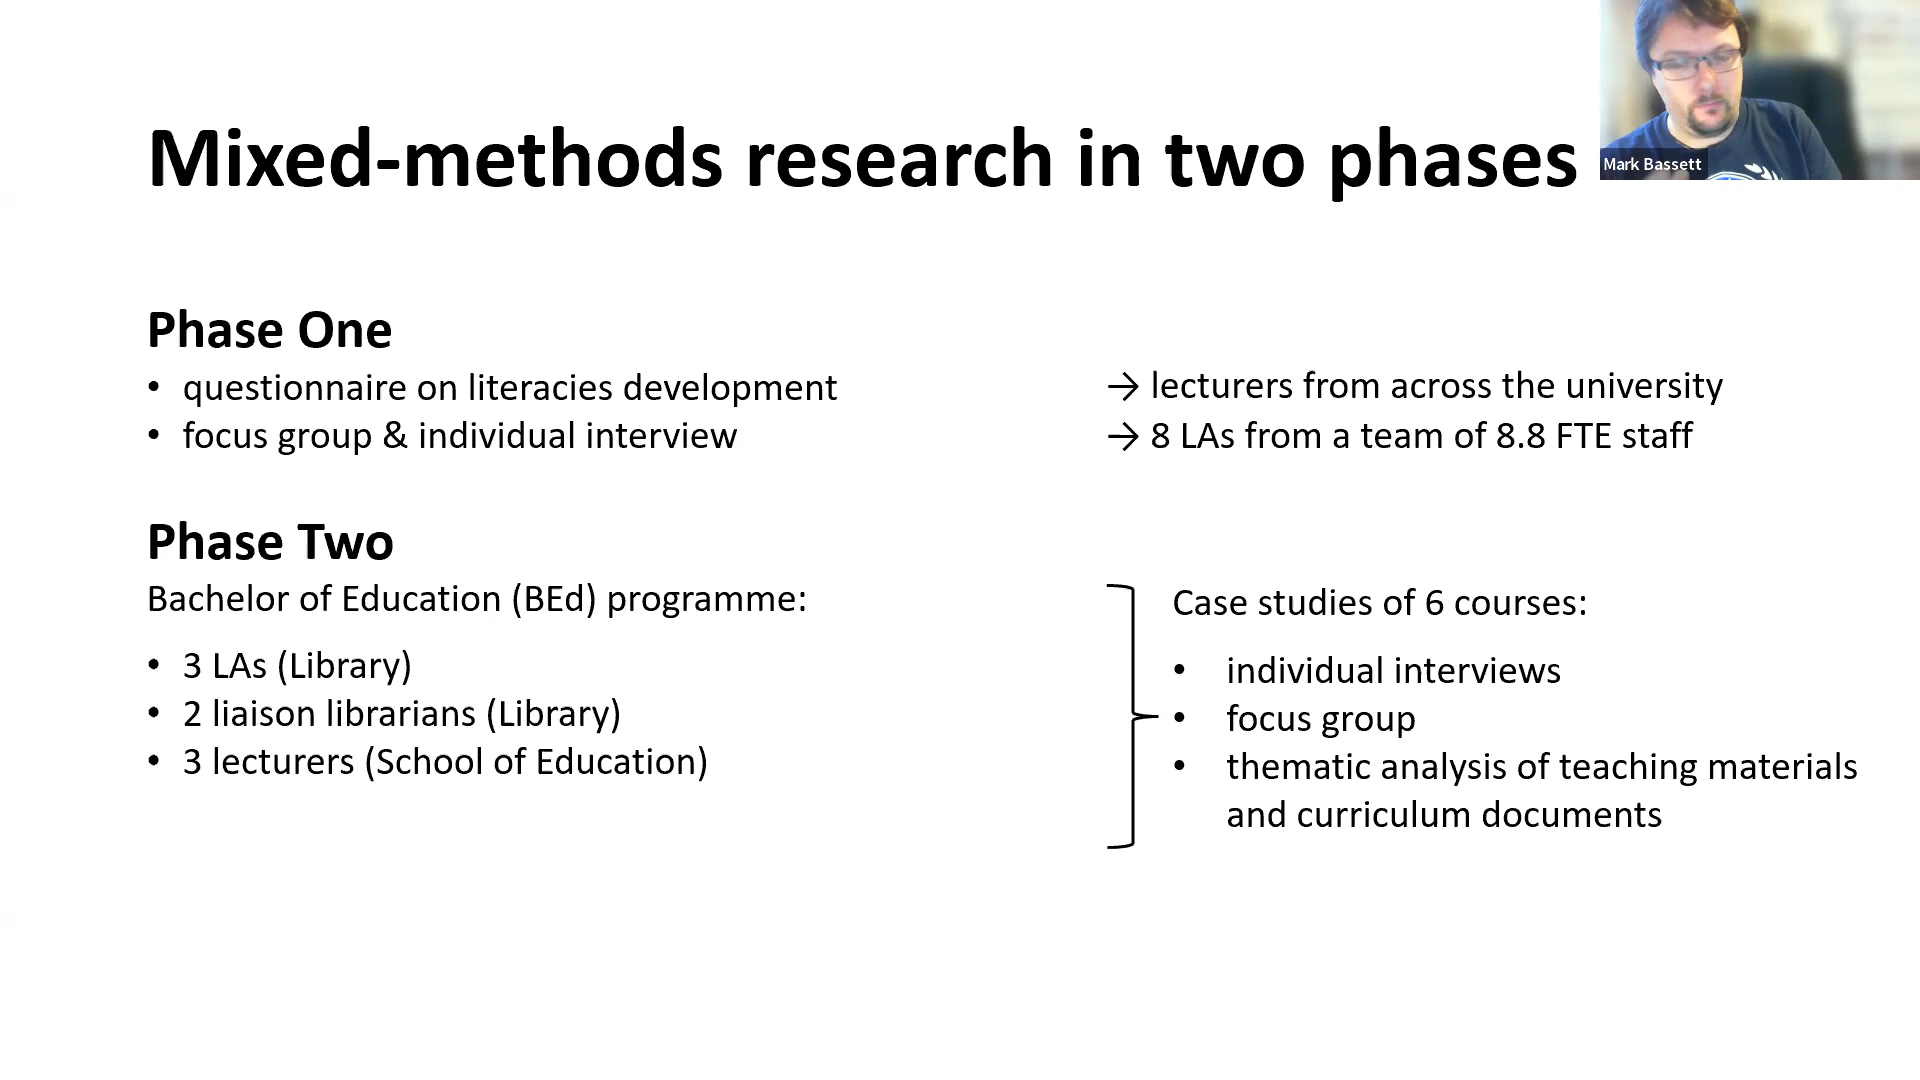 Mixed-methods research in two phases
Mark Bassett
Phase One
• questionnaire on literacies development
→ lecturers from across the university
• focus group & individual interview
→ 8 LAs from a team of 8.8 FTE staff
Phase Two
Bachelor of Education (BEd) programme:
• 3 LAs (Library)
• 2 liaison librarians (Library)
• 3 lecturers (School of Education)
Case studies of 6 courses:
• individual interviews
• focus group
• thematic analysis of teaching materials
and curriculum documents